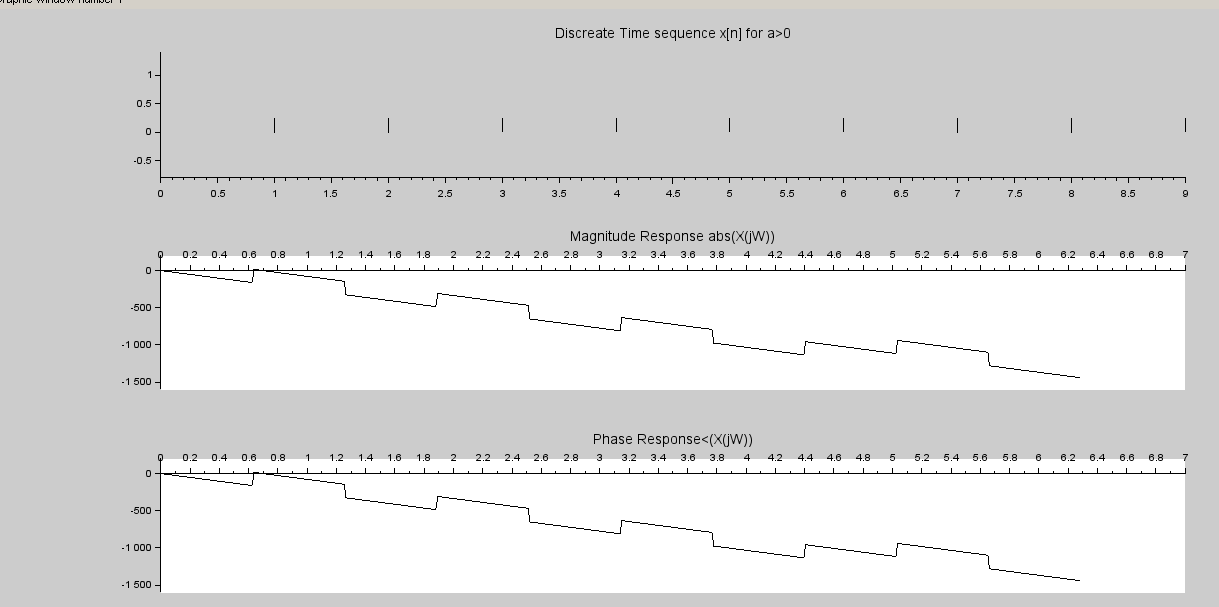 Graphic window number 1
Discreate Time sequence x[n] for a>0
1
0.5
0
-0.5
0 0.5 1 1.5 2 2.5 3 3.5 4 4.5 5 5.5 6 6.5 7 7.5 8 8.5 9
Magnitude Response abs(X(jW))
0 0.2 0.4 0.6 0.8 1 1.2 1.4 1.6 1.8 2 2.2 2.4 2.6 2.8 3 3.2 3.4 3.6 3.8 4 4.2 4.4 4.6 4.8 5 5.2 5.4 5.6 5.8 6 6.2 6.4 6.6 6.8 7
0
-500
-1 000
-1 500
Phase Response<(X(jW))
0 0.2 0.4 0.6 0.8 1 1.2 1.4 1.6 1.8 2 2.2 2.4 2.6 2.8 3 3.2 3.4 3.6 3.8 4 4.2 4.4 4.6 4.8 5 5.2 5.4 5.6 5.8 6 6.2 6.4 6.6 6.8 7
0
-500
-1 000
-1 500